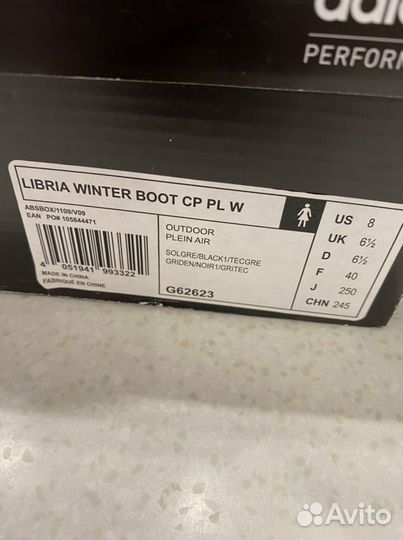 adid
PERFORM
LIBRIA WINTER BOOT CP PL W
ABSBOX/1109/V09
EAN PO# 105844471
4 051941 993322
MADE IN CHINA
FABRIQUÉ EN CHINE
OUTDOOR
PLEIN AIR
SOLGRE/BLACK1/TECGRE
GRIDEN/NOIR1/GRITEC
G62623
US 8
UK 6½
D 6½
F 40
J 250
CHN 245
Avito